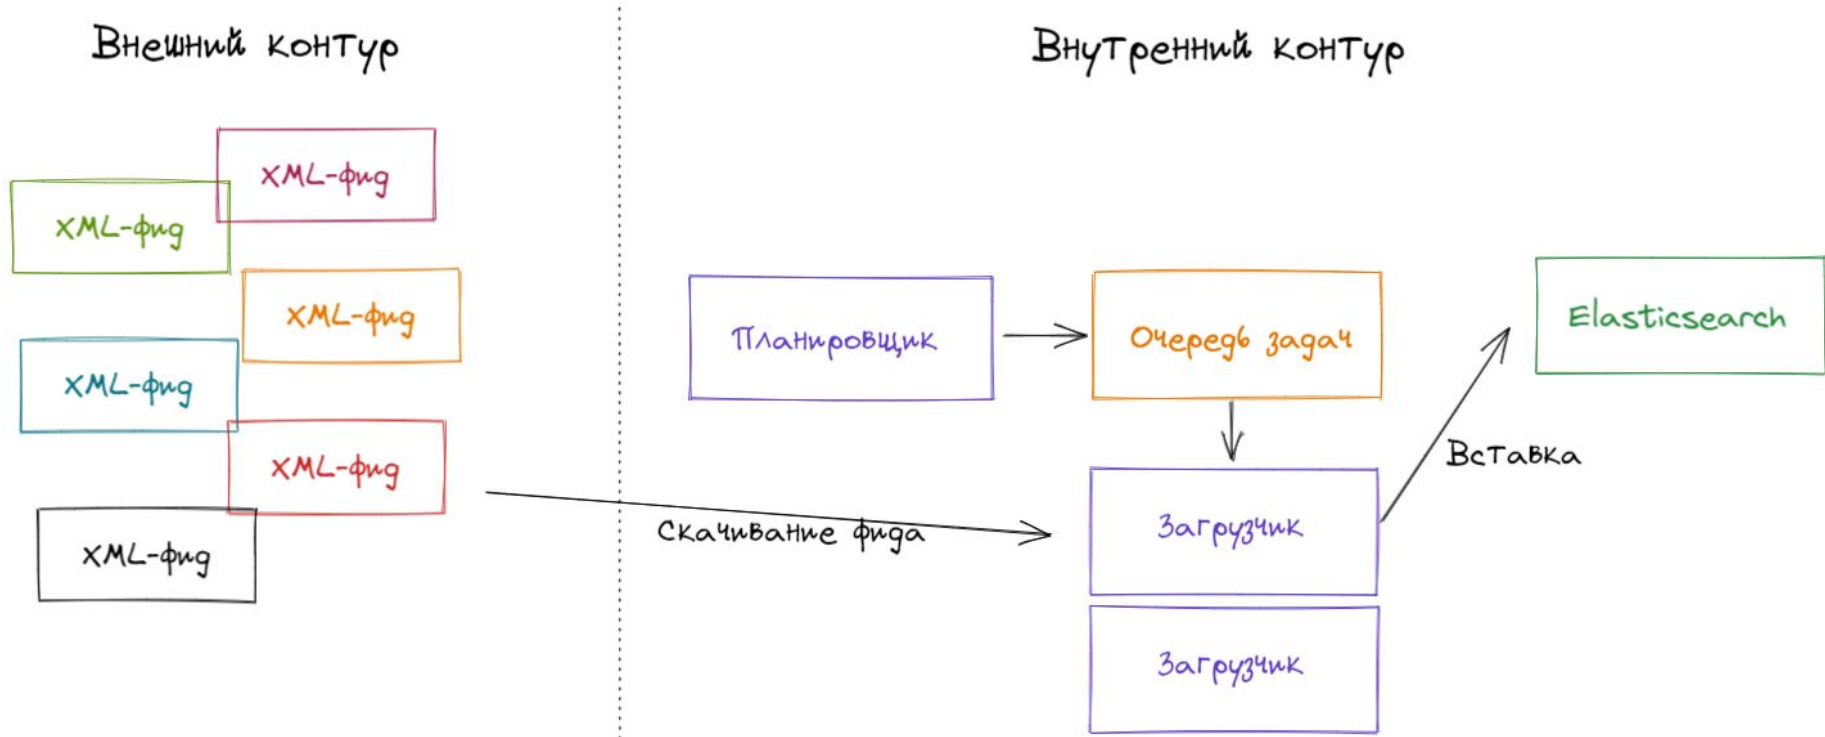 Внешний контур
Внутренний контур
XML-фид
XML-фид
XML-фид
XML-фид
XML-фид
XML-фид
Планировщик
Очередь задач
Elasticsearch
Вставка
Скачивание фида
Загрузчик
Загрузчик